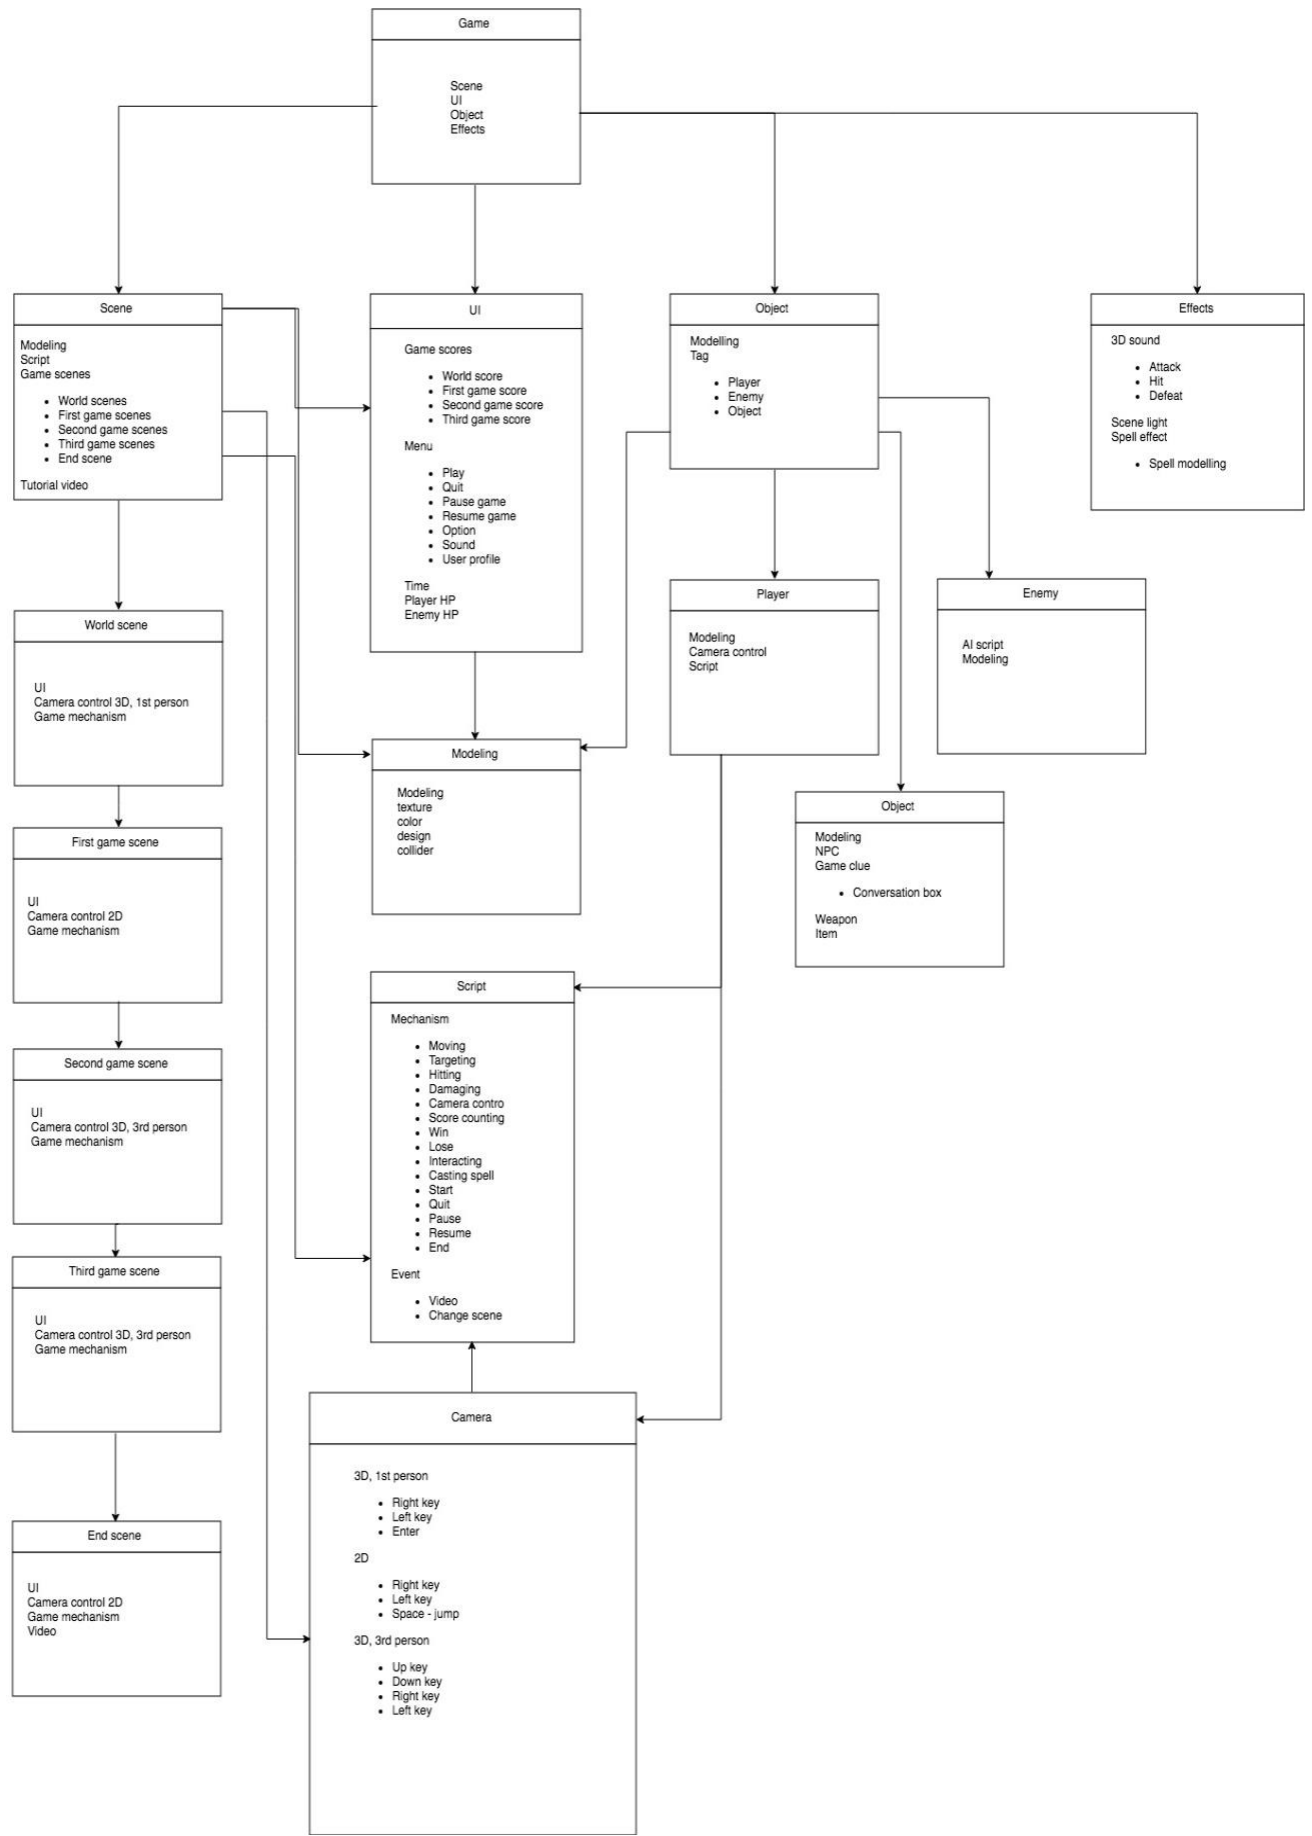 Game
Scene
UI
Object
Effects
Scene
Modeling
Script
Game scenes
• World scenes
• First game scenes
• Second game scenes
• Third game scenes
• End scene
Tutorial video
UI
Game scores
• World score
• First game score
• Second game score
• Third game score
Menu
• Play
• Quit
• Pause game
• Resume game
• Option
• Sound
• User profile
Time
Player HP
Enemy HP
Object
Modelling
Tag
• Player
• Enemy
• Object
Effects
3D sound
• Attack
• Hit
• Defeat
Scene light
Spell effect
• Spell modelling
World scene
UI
Camera control 3D, 1st person
Game mechanism
Player
Modeling
Camera control
Script
Enemy
AI script
Modeling
Modeling
Modeling
texture
color
design
collider
Object
Modeling
NPC
Game clue
• Conversation box
Weapon
Item
First game scene
UI
Camera control 2D
Game mechanism
Script
Mechanism
• Moving
• Targeting
• Hitting
• Damaging
• Camera contro
• Score counting
• Win
• Lose
• Interacting
• Casting spell
• Start
• Quit
• Pause
• Resume
• End
Event
• Video
• Change scene
Second game scene
UI
Camera control 3D, 3rd person
Game mechanism
Third game scene
UI
Camera control 3D, 3rd person
Game mechanism
Camera
3D, 1st person
• Right key
• Left key
• Enter
2D
• Right key
• Left key
• Space - jump
3D, 3rd person
• Up key
• Down key
• Right key
• Left key
End scene
UI
Camera control 2D
Game mechanism
Video